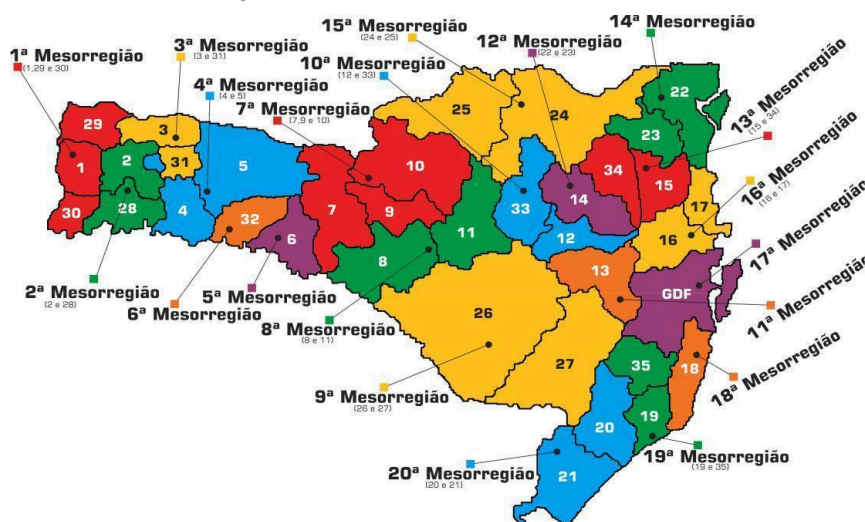 15ª Mesorregião
(24 e 25)
14ª Mesorregião
12ª Mesorregião
(22 e 23)
3ª Mesorregião
(3 e 31)
1ª Mesorregião
(1,29 e 30)
10ª Mesorregião
(12 e 33)
4ª Mesorregião
(4 e 5)
7ª Mesorregião
(7,9 e 10)
13ª Mesorregião
(15 e 34)
16ª Mesorregião
(16 e 17)
17ª Mesorregião
11ª Mesorregião
18ª Mesorregião
2ª Mesorregião
(2 e 28)
6ª Mesorregião
5ª Mesorregião
8ª Mesorregião
(8 e 11)
9ª Mesorregião
(26 e 27)
20ª Mesorregião
(20 e 21)
19ª Mesorregião
(19 e 35)
29
3
1
2
31
5
30
28
4
32
6
7
25
24
22
23
10
9
8
11
33
14
34
15
12
17
16
13
GDF
26
27
35
18
20
19
21